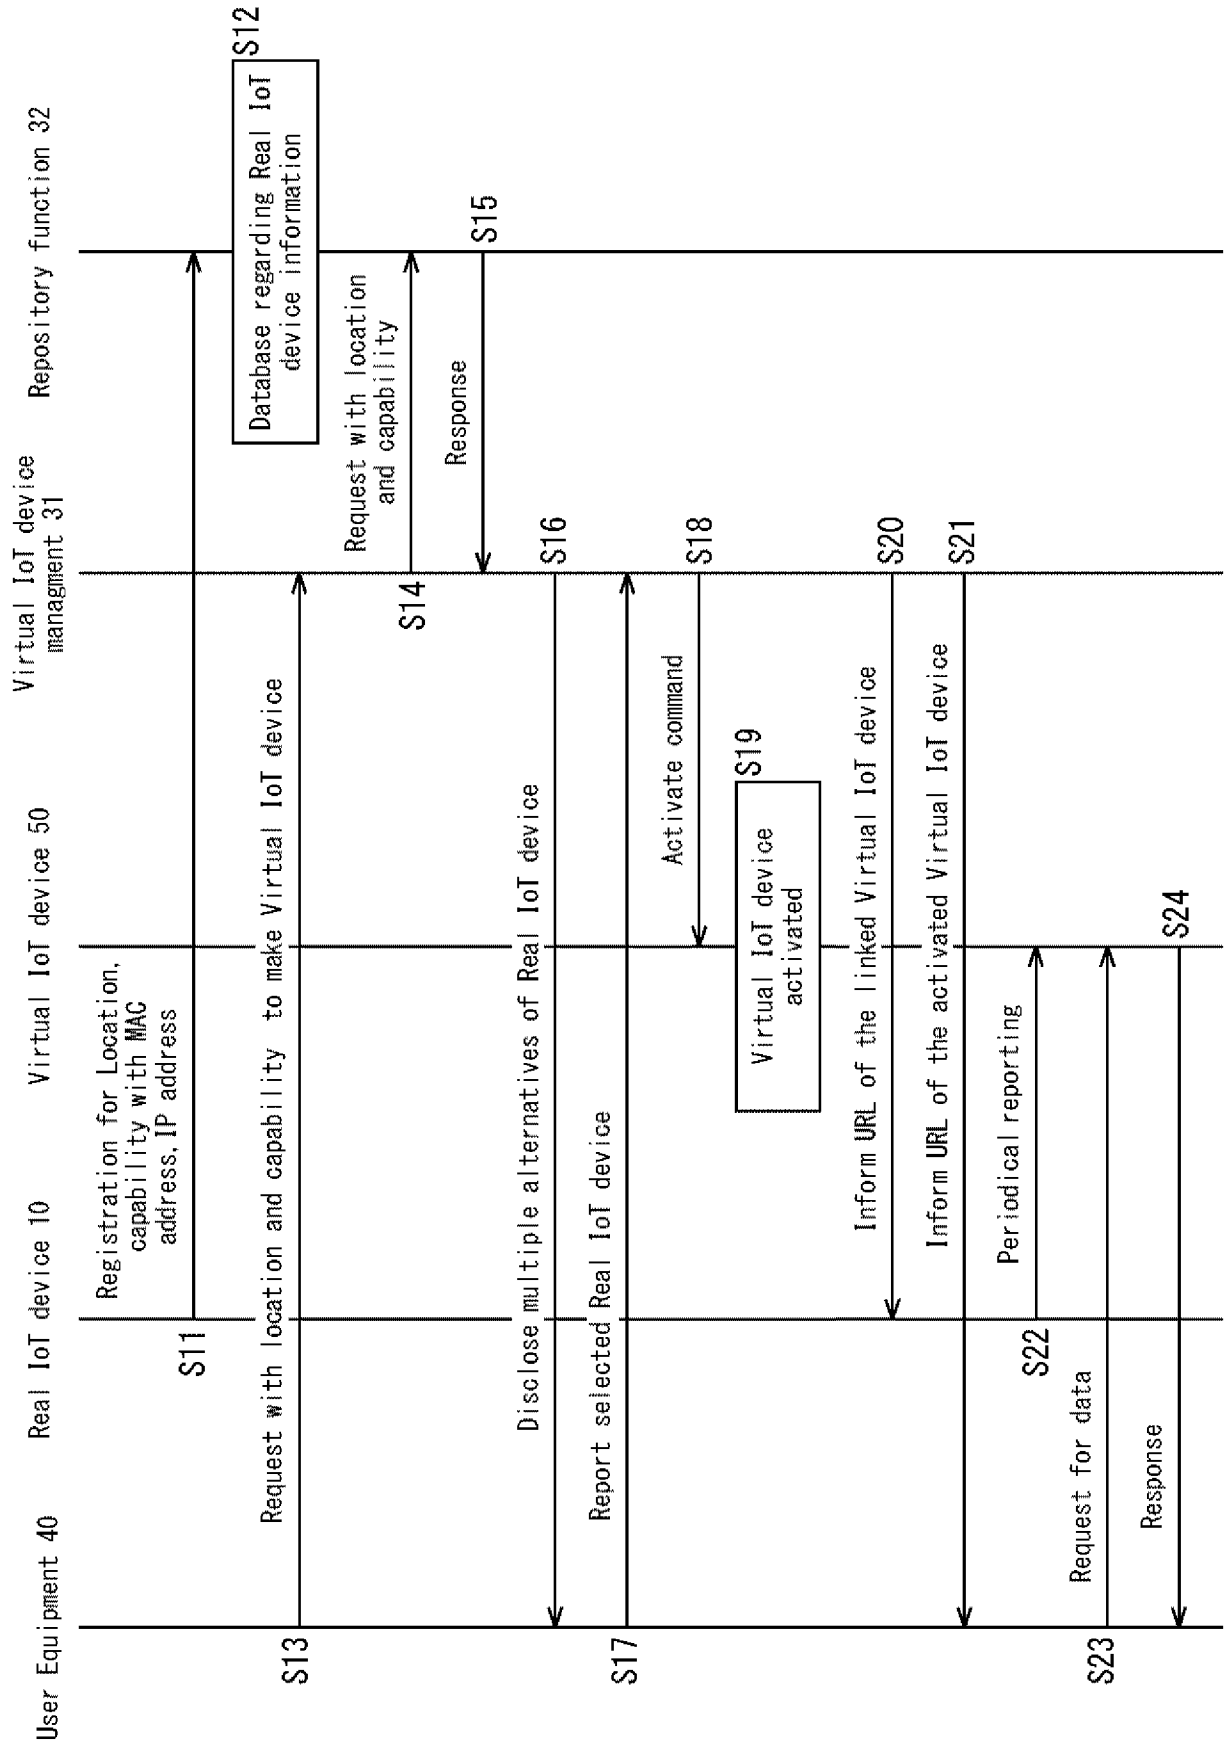 User Equipment 40
Real IoT device 10
Virtual IoT device 50
Virtual IoT device
managment 31
Repository function 32
Registration for Location,
capability with MAC
address,IP address
S11
S12
Database regarding Real IoT
device information
Request with location and capability to make Virtual IoT device
S13
Request with location
and capability
S14
Response
S15
Disclose multiple alternatives of Real IoT device
S16
Report selected Real IoT device
S17
Activate command
S18
S19
Virtual IoT device
activated
Inform URL of the linked Virtual IoT device
S20
Inform URL of the activated Virtual IoT device
S21
Periodical reporting
S22
Request for data
S23
Response
S24